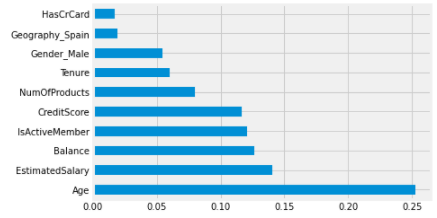 HasCrCard
Geography_Spain
Gender_Male
Tenure
NumOfProducts
CreditScore
IsActiveMember
Balance
EstimatedSalary
Age
0.00 0.05 0.10 0.15 0.20 0.25